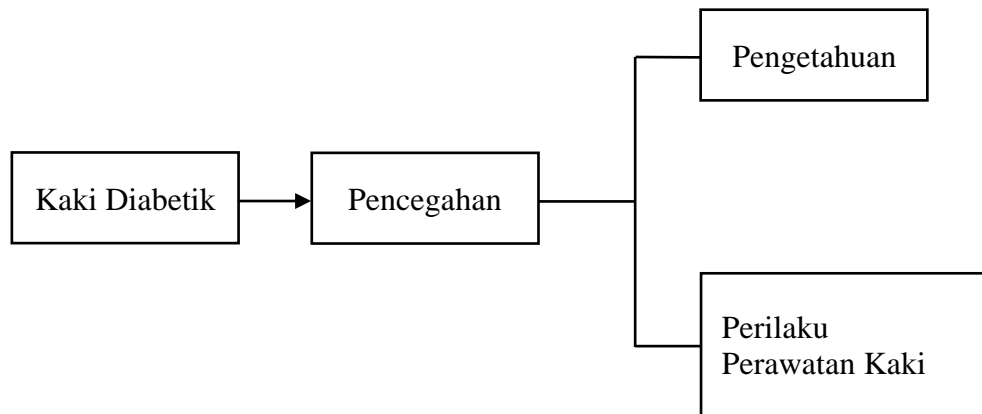 Pengetahuan
Kaki Diabetik
Pencegahan
Perilaku
Perawatan Kaki